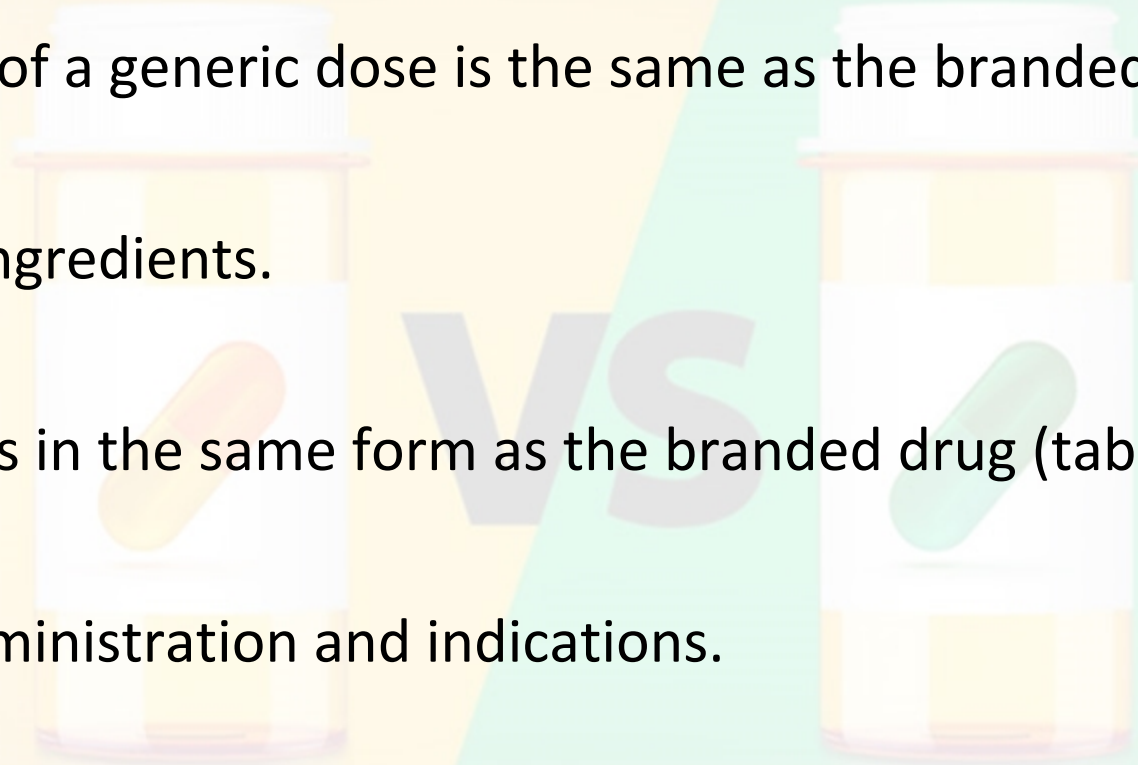 of a generic dose is the same as the branded
ngredients.
VS
s in the same form as the branded drug (tab
ministration and indications.